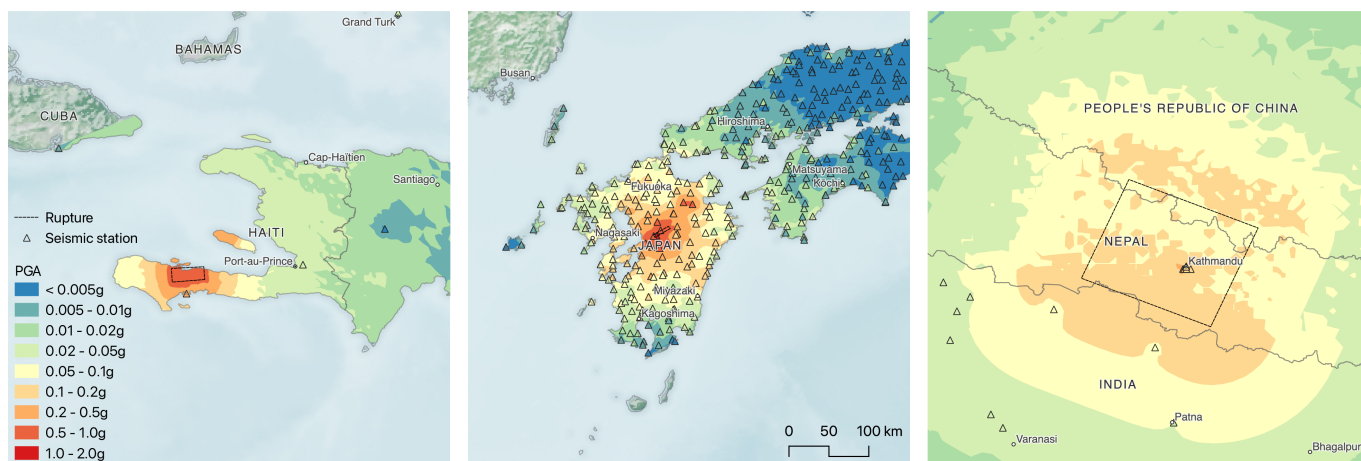 Grand Turk
BAHAMAS
CUBA
Cap-Haïtien
Santiago
HAITI
Port-au-Prince
Rupture
Seismic station
PGA
< 0.005g
0.005 - 0.01g
0.01 - 0.02g
0.02 - 0.05g
0.05 - 0.1g
0.1 - 0.2g
0.2 - 0.5g
0.5 - 1.0g
1.0 - 2.0g
Busan
Hiroshima
Matsuyama
Kōchi
Fukuoka
Nagasaki
JAPAN
Miyazaki
Kagoshima
0 50 100 km
PEOPLE'S REPUBLIC OF CHINA
NEPAL
Kathmandu
INDIA
Patna
Varanasi
Bhagalpur